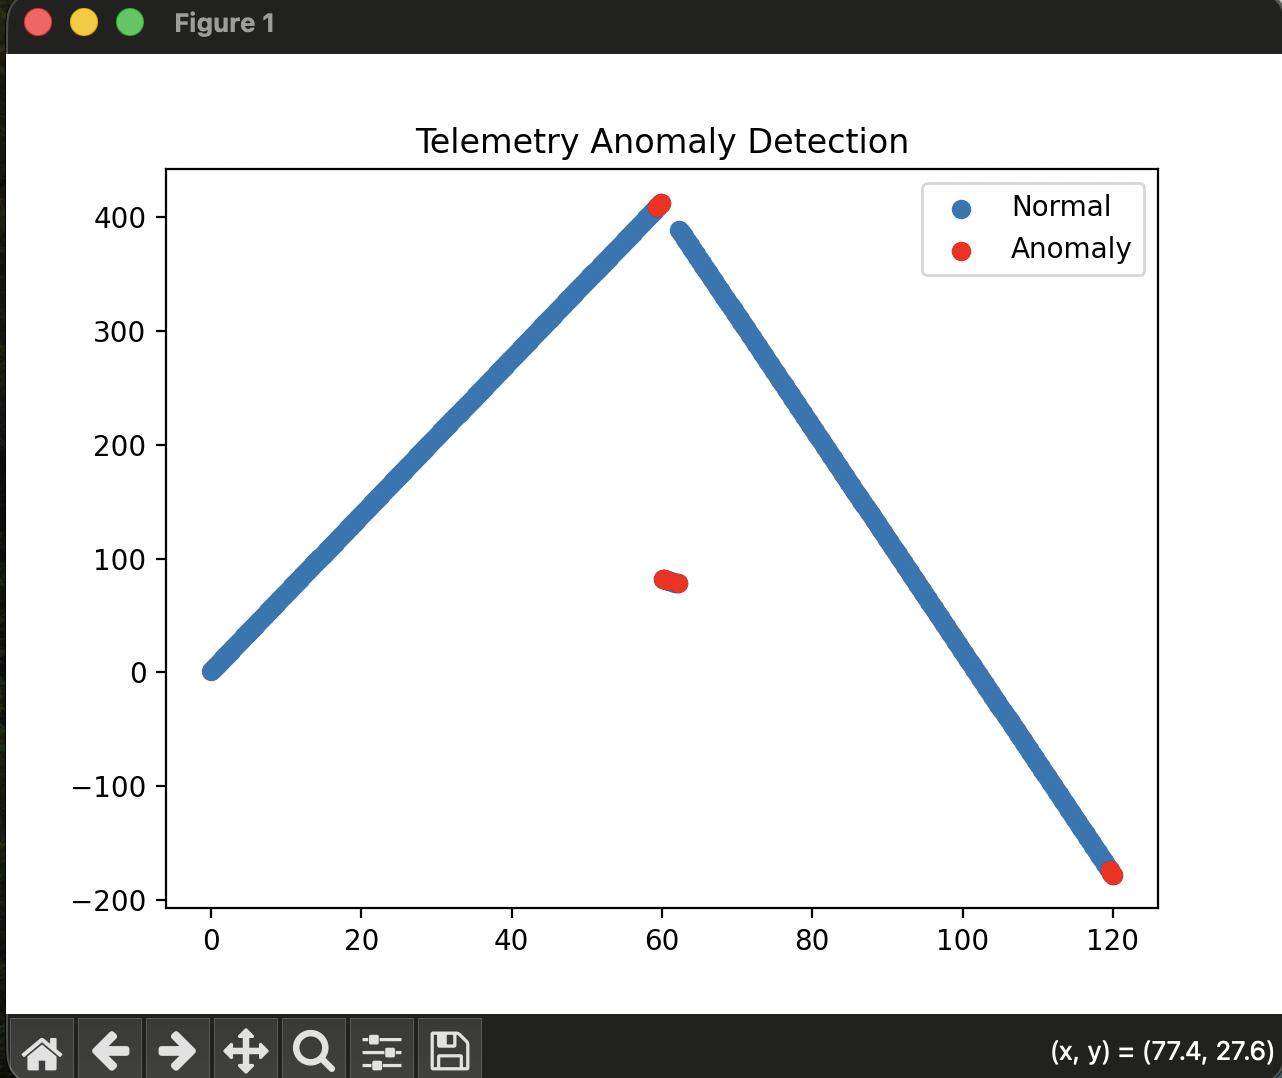 Figure 1
Telemetry Anomaly Detection
Normal
Anomaly
400
300
200
100
0
−100
−200
0 20 40 60 80 100 120
(x, y) = (77.4, 27.6)